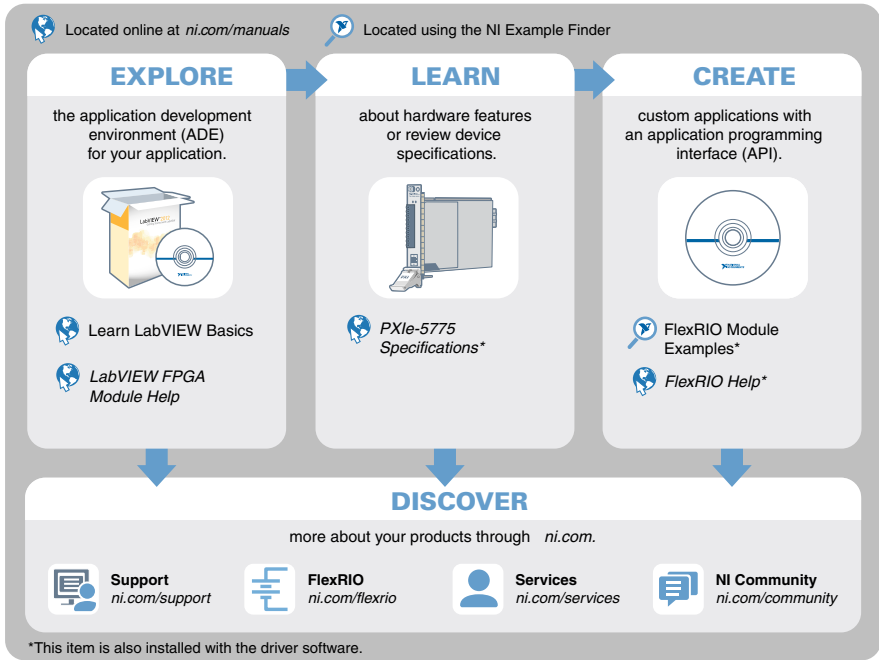 Located online at ni.com/manuals
Located using the NI Example Finder
EXPLORE
the application development
environment (ADE)
for your application.
LabVIEW
Learn LabVIEW Basics
LabVIEW FPGA
Module Help
LEARN
about hardware features
or review device
specifications.
PXIe-5775
Specifications*
CREATE
custom applications with
an application programming
interface (API).
FlexRIO Module
Examples*
FlexRIO Help*
DISCOVER
more about your products through ni.com.
Support
ni.com/support
FlexRIO
ni.com/flexrio
Services
ni.com/services
NI Community
ni.com/community
*This item is also installed with the driver software.